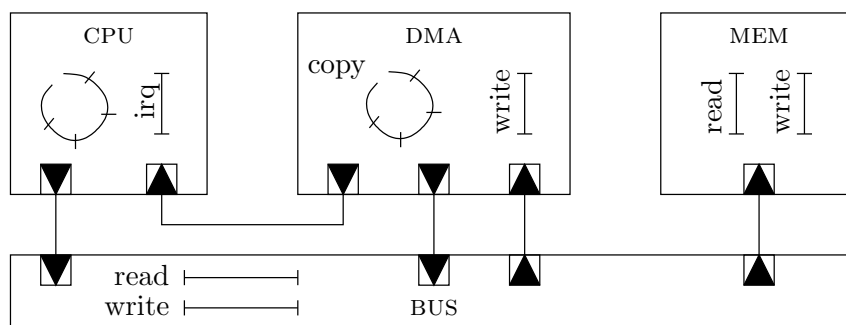 CPU
DMA
MEM
copy
irq
write
read
write
read
write
BUS